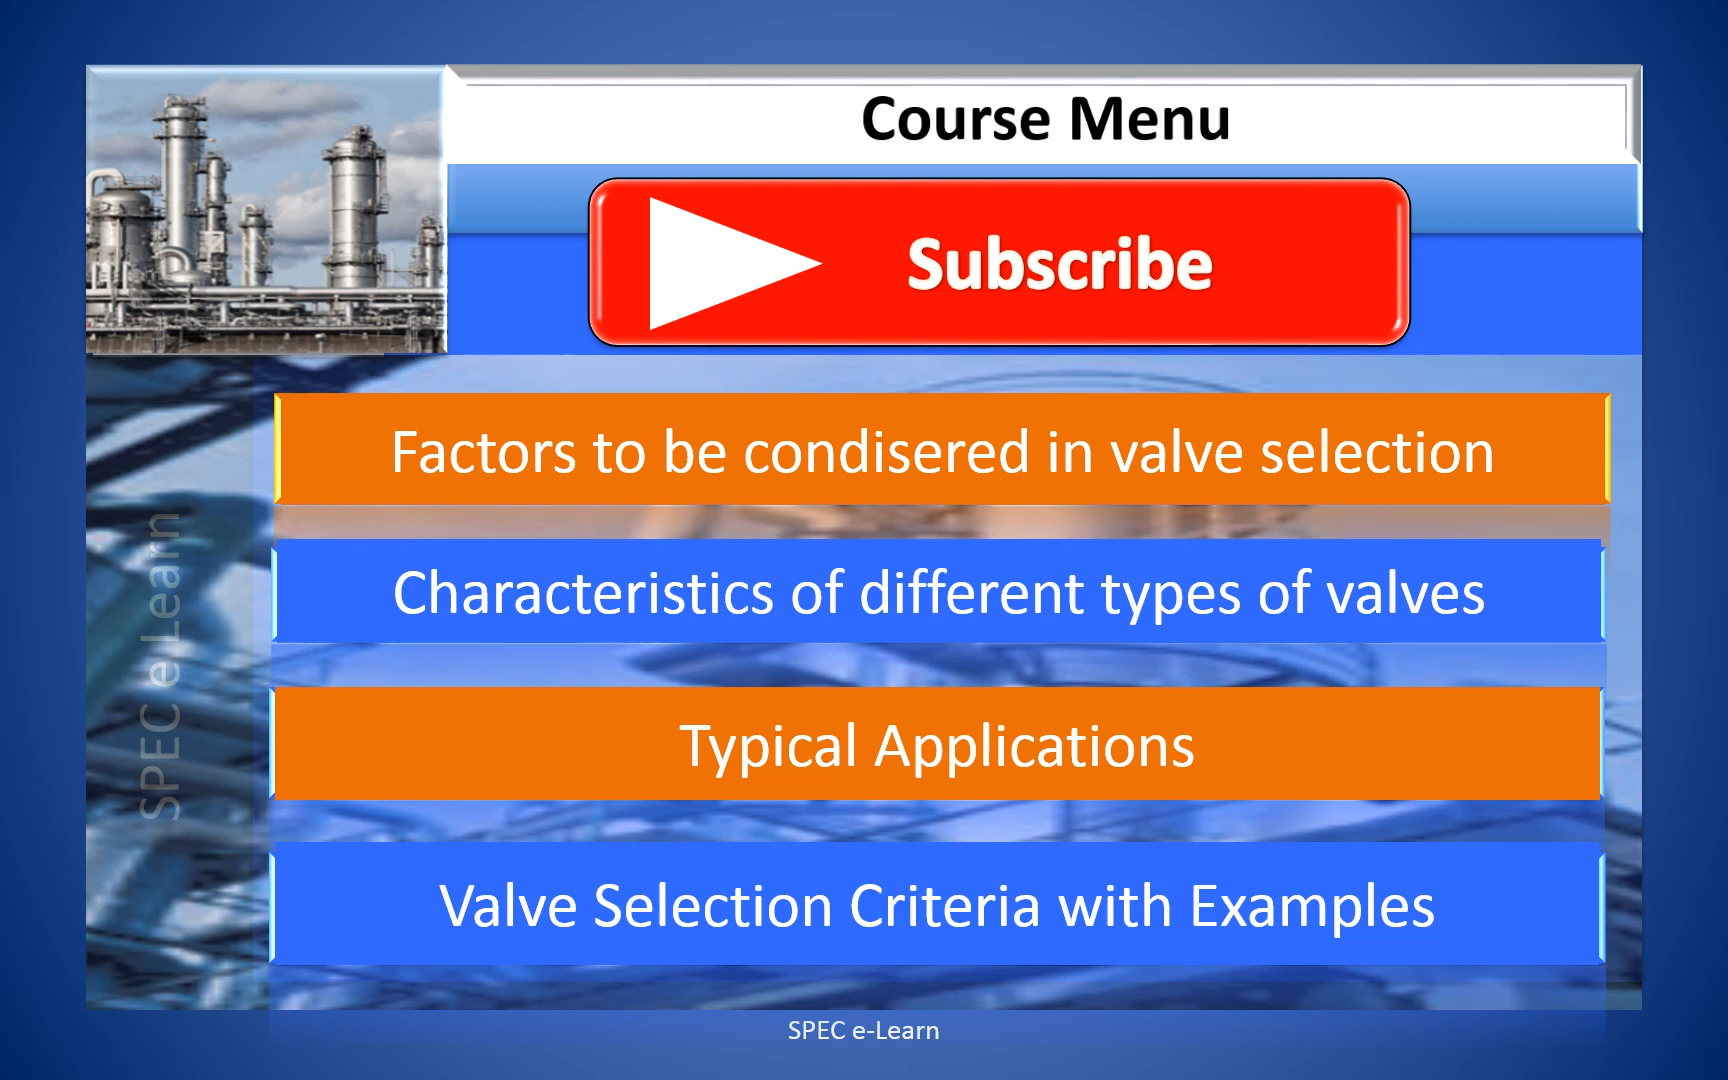 Course Menu
Subscribe
Factors to be condisered in valve selection
Characteristics of different types of valves
Typical Applications
Valve Selection Criteria with Examples
SPEC e-Learn
SPEC e-Learn